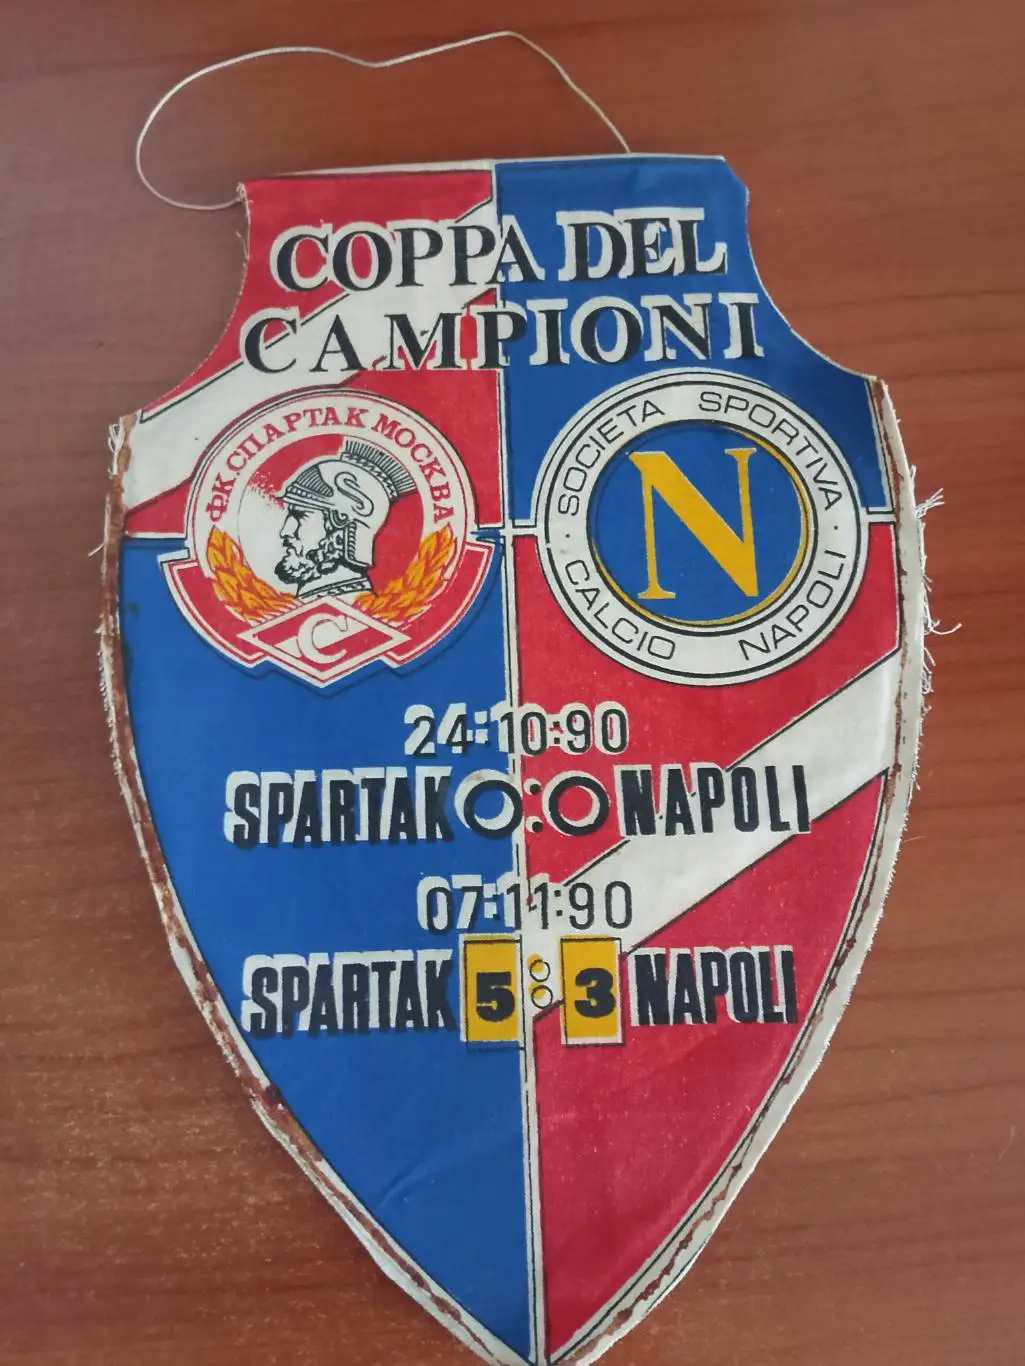 COPPA DEL
CAMPIONI
ФК СПАРТАК МОСКВА
С
SOCIETA SPORTIVA
N
CALCIO NAPOLI
24:10:90
SPARTAK 0:0 NAPOLI
07:11:90
SPARTAK 5:3 NAPOLI